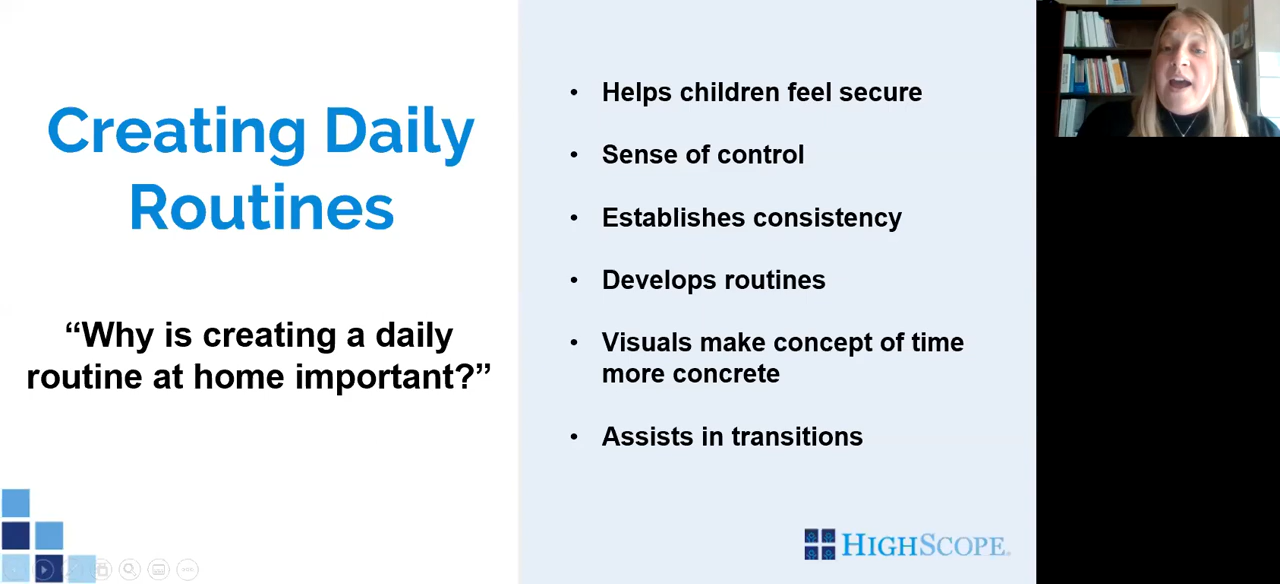 Creating Daily
Routines
“Why is creating a daily
routine at home important?”
• Helps children feel secure
• Sense of control
• Establishes consistency
• Develops routines
• Visuals make concept of time
more concrete
• Assists in transitions
HIGHSCOPE®